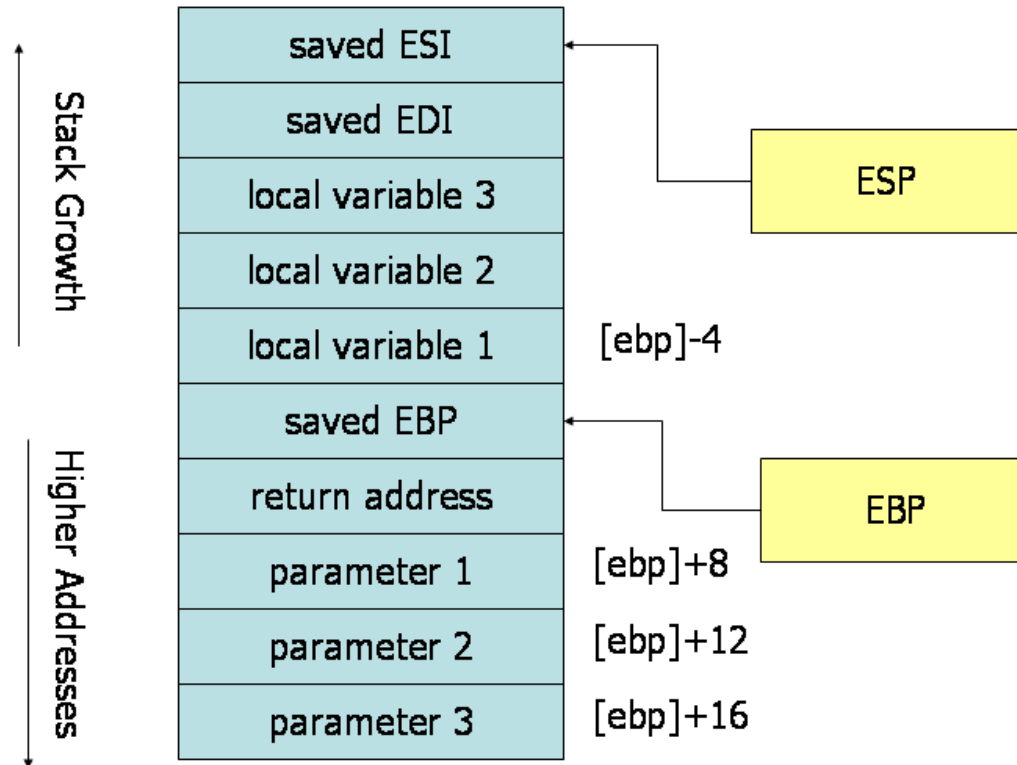 Stack Growth
Higher Addresses
saved ESI
saved EDI
local variable 3
local variable 2
local variable 1
[ebp]-4
saved EBP
return address
parameter 1
[ebp]+8
parameter 2
[ebp]+12
parameter 3
[ebp]+16
ESP
EBP